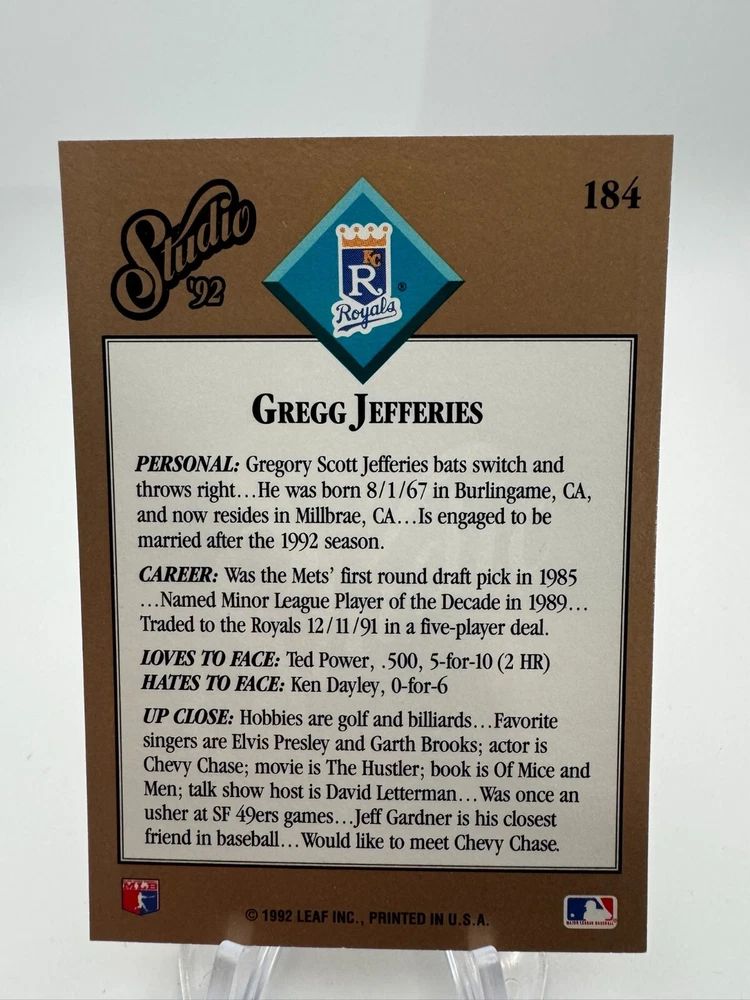 Studio
'92
184
KC
R
Royals
®
GREGG JEFFERIES
PERSONAL: Gregory Scott Jefferies bats switch and
throws right...He was born 8/1/67 in Burlingame, CA,
and now resides in Millbrae, CA...Is engaged to be
married after the 1992 season.
CAREER: Was the Mets' first round draft pick in 1985
...Named Minor League Player of the Decade in 1989...
Traded to the Royals 12/11/91 in a five-player deal.
LOVES TO FACE: Ted Power, .500, 5-for-10 (2 HR)
HATES TO FACE: Ken Dayley, 0-for-6
UP CLOSE: Hobbies are golf and billiards...Favorite
singers are Elvis Presley and Garth Brooks; actor is
Chevy Chase; movie is The Hustler; book is Of Mice and
Men; talk show host is David Letterman...Was once an
usher at SF 49ers games...Jeff Gardner is his closest
friend in baseball...Would like to meet Chevy Chase.
MLB
© 1992 LEAF INC., PRINTED IN U.S.A.
MAJOR LEAGUE BASEBALL